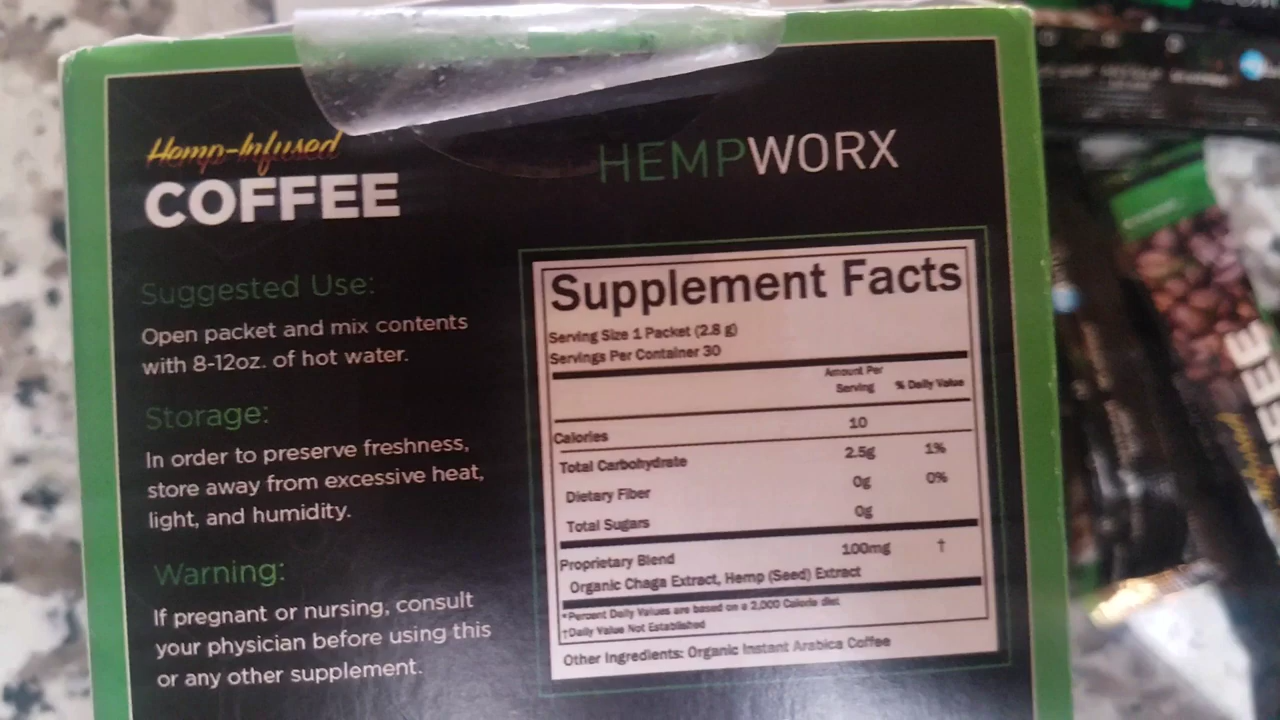 Hemp-Infused
COFFEE
HEMPWORX
Suggested Use:
Open packet and mix contents
with 8-12oz. of hot water.
Storage:
In order to preserve freshness,
store away from excessive heat,
light, and humidity.
Warning:
If pregnant or nursing, consult
your physician before using this
or any other supplement.
Supplement Facts
Serving Size 1 Packet (2.8 g)
Servings Per Container 30
Amount Per
Serving % Daily Value
Calories 10
Total Carbohydrate 2.5g 1%
Dietary Fiber 0g 0%
Total Sugars 0g
Proprietary Blend 100mg †
Organic Chaga Extract, Hemp (Seed) Extract
*Percent Daily Values are based on a 2,000 Calorie diet
†Daily Value Not Established
Other Ingredients: Organic Instant Arabica Coffee